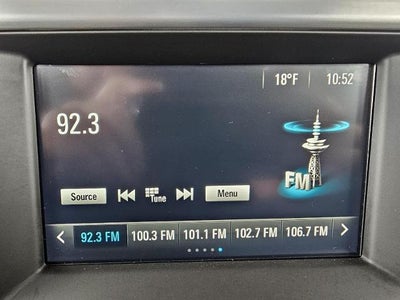 18°F 10:52
92.3
FM
Source Tune Menu
92.3 FM 100.3 FM 101.1 FM 102.7 FM 106.7 FM